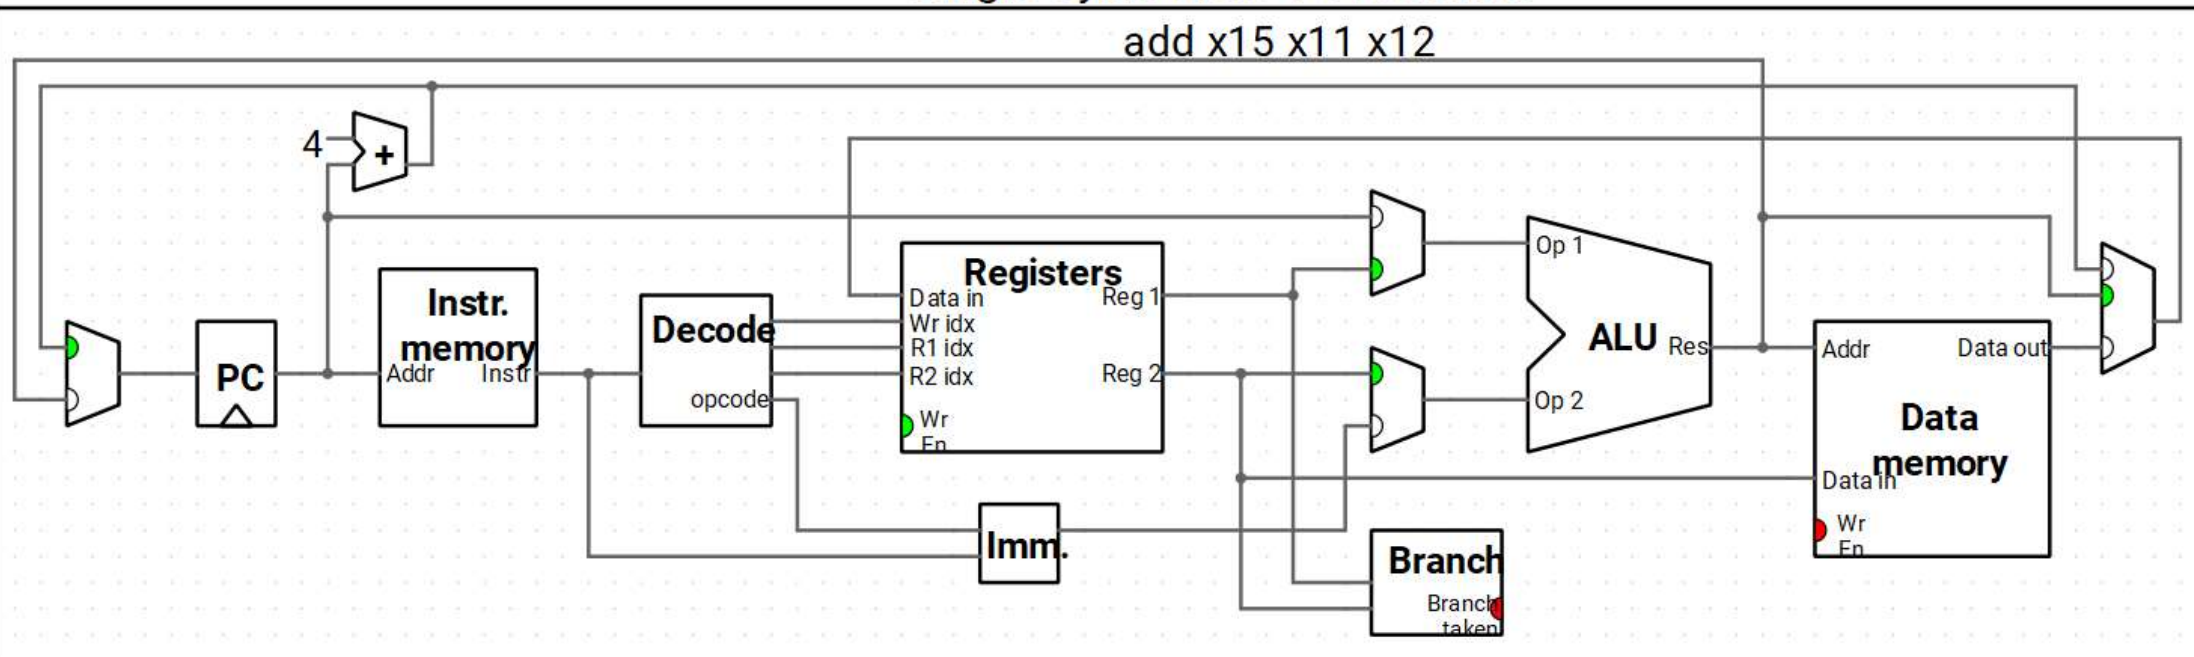 add x15 x11 x12
4
+
PC
Instr.
memory
Addr
Instr
Decode
opcode
Registers
Data in
Wr idx
R1 idx
R2 idx
Wr
En
Reg 1
Reg 2
Imm.
Op 1
Op 2
ALU
Res
Branch
Branch
taken
Addr
Data out
Data
memory
Data in
Wr
En